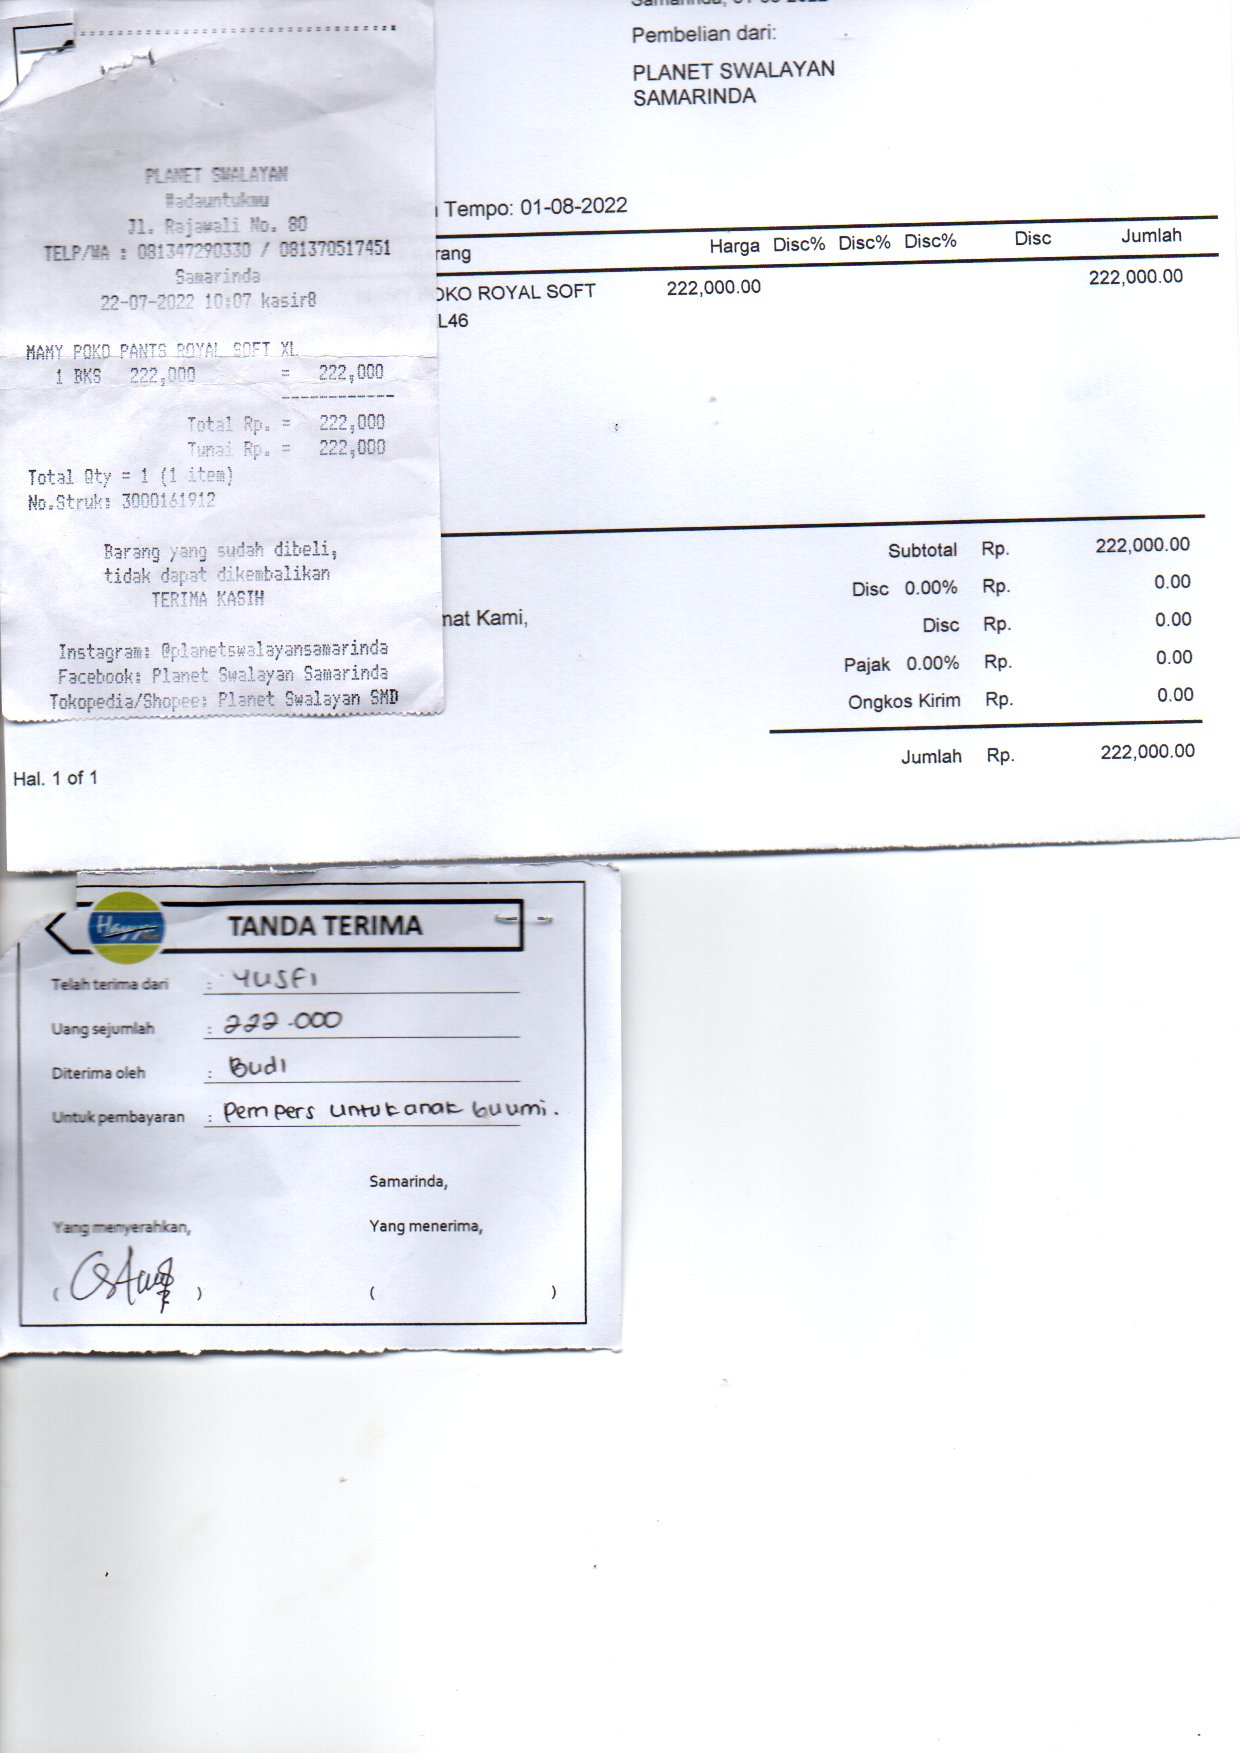 PLANET SWALAYAN
#adauntukmu
Jl. Rajawali No. 80
TELP/WA : 081347290330 / 081370517451
Samarinda
22-07-2022 10:07 kasir8
MAMY POKO PANTS ROYAL SOFT XL
1 BKS 222,000 = 222,000
Total Rp. = 222,000
Tunai Rp. = 222,000
Total Qty = 1 (1 item)
No.Struk: 3000161912
Barang yang sudah dibeli,
tidak dapat dikembalikan
TERIMA KASIH
Instagram: @planetswalayansamarinda
Facebook: Planet Swalayan Samarinda
Tokopedia/Shopee: Planet Swalayan SMD
Pembelian dari:
PLANET SWALAYAN
SAMARINDA
Tempo: 01-08-2022
rang Harga Disc% Disc% Disc% Disc Jumlah
OKO ROYAL SOFT 222,000.00 222,000.00
L46
mat Kami,
Subtotal Rp. 222,000.00
Disc 0.00% Rp. 0.00
Disc Rp. 0.00
Pajak 0.00% Rp. 0.00
Ongkos Kirim Rp. 0.00
Jumlah Rp. 222,000.00
Hal. 1 of 1
TANDA TERIMA
Telah terima dari : YUSFI
Uang sejumlah : 222.000
Diterima oleh : Budi
Untuk pembayaran : Pempers untuk anak bu umi.
Samarinda,
Yang menyerahkan, Yang menerima,
( ) ( )